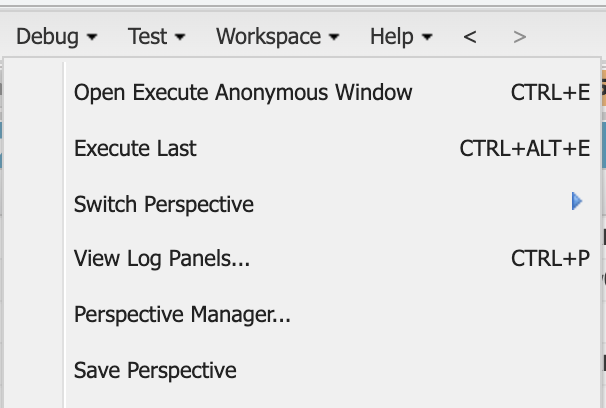 Debug Test Workspace Help < >
Open Execute Anonymous Window CTRL+E
Execute Last CTRL+ALT+E
Switch Perspective
View Log Panels... CTRL+P
Perspective Manager...
Save Perspective